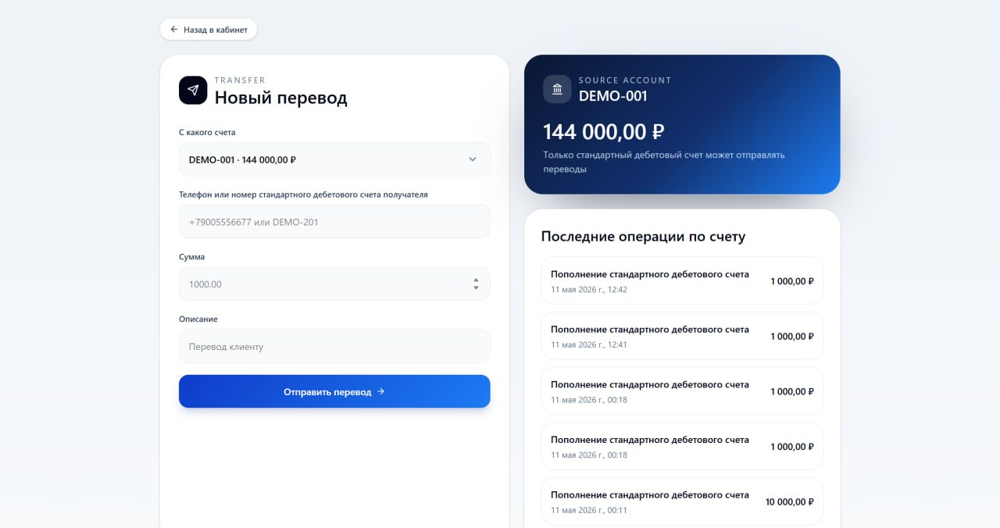 Назад в кабинет
TRANSFER
Новый перевод
С какого счета
DEMO-001 · 144 000,00 ₽
Телефон или номер стандартного дебетового счета получателя
+79005556677 или DEMO-201
Сумма
1000.00
Описание
Перевод клиенту
Отправить перевод →
SOURCE ACCOUNT
DEMO-001
144 000,00 ₽
Только стандартный дебетовый счет может отправлять
переводы
Последние операции по счету
Пополнение стандартного дебетового счета
11 мая 2026 г., 12:42
1 000,00 ₽
Пополнение стандартного дебетового счета
11 мая 2026 г., 12:41
1 000,00 ₽
Пополнение стандартного дебетового счета
11 мая 2026 г., 00:18
1 000,00 ₽
Пополнение стандартного дебетового счета
11 мая 2026 г., 00:18
1 000,00 ₽
Пополнение стандартного дебетового счета
11 мая 2026 г., 00:11
10 000,00 ₽